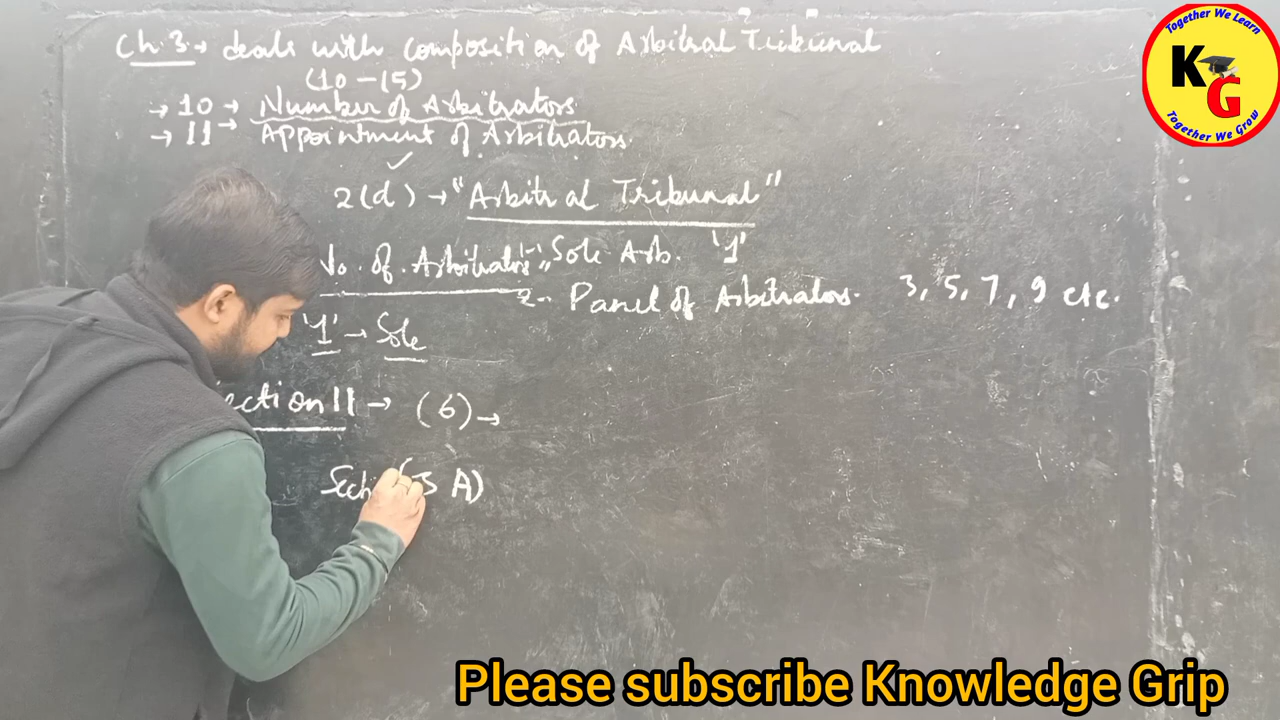 Ch.3 → deals with composition of Arbitral Tribunal
(10-15)
→ 10 → Number of Arbitrators
→ 11 → Appointment of Arbitrators.
2(d) → "Arbitral Tribunal"
of Arbitrators 1- Sole Arb. '1'
2- Panel of Arbitrators. 3, 5, 7, 9 etc.
'1' → Sole
ection 11 → (6) →
A)
Together We Learn
KG
Together We Grow
Please subscribe Knowledge Grip